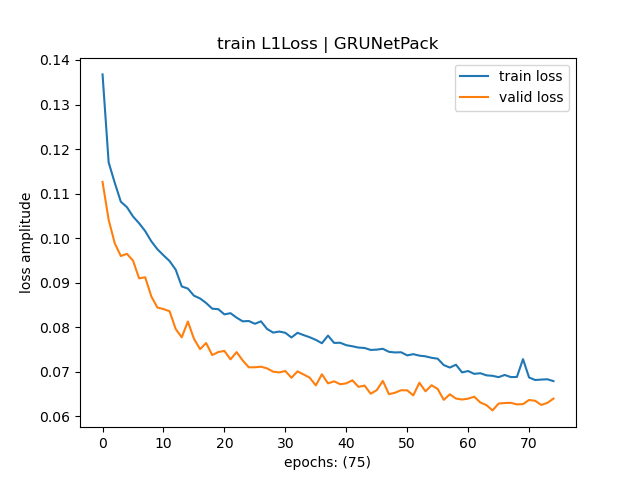 train L1Loss | GRUNetPack
train loss
valid loss
loss amplitude
0.14
0.13
0.12
0.11
0.10
0.09
0.08
0.07
0.06
0 10 20 30 40 50 60 70
epochs: (75)